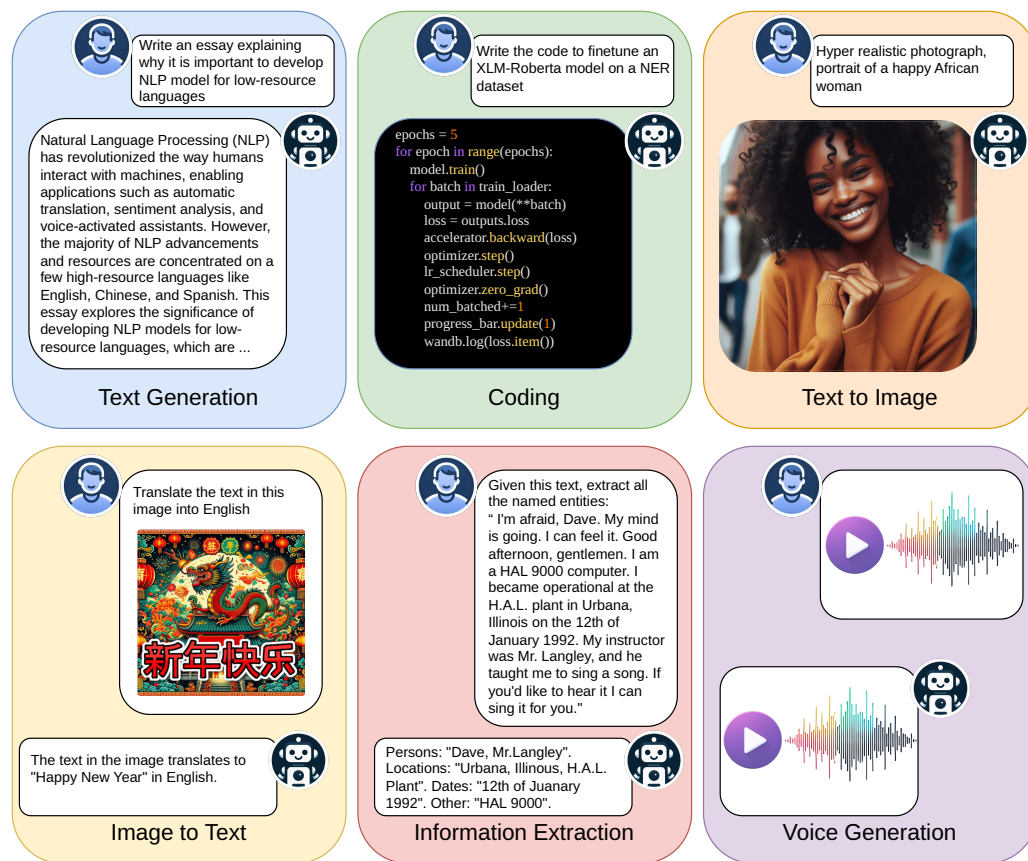 Write an essay explaining
why it is important to develop
NLP model for low-resource
languages
Natural Language Processing (NLP)
has revolutionized the way humans
interact with machines, enabling
applications such as automatic
translation, sentiment analysis, and
voice-activated assistants. However,
the majority of NLP advancements
and resources are concentrated on a
few high-resource languages like
English, Chinese, and Spanish. This
essay explores the significance of
developing NLP models for low-
resource languages, which are ...
Text Generation
Write the code to finetune an
XLM-Roberta model on a NER
dataset
epochs = 5
for epoch in range(epochs):
model.train()
for batch in train_loader:
output = model(**batch)
loss = outputs.loss
accelerator.backward(loss)
optimizer.step()
lr_scheduler.step()
optimizer.zero_grad()
num_batched+=1
progress_bar.update(1)
wandb.log(loss.item())
Coding
Hyper realistic photograph,
portrait of a happy African
woman
Text to Image
Translate the text in this
image into English
新年快乐
The text in the image translates to
"Happy New Year" in English.
Image to Text
Given this text, extract all
the named entities:
“ I'm afraid, Dave. My mind
is going. I can feel it. Good
afternoon, gentlemen. I am
a HAL 9000 computer. I
became operational at the
H.A.L. plant in Urbana,
Illinois on the 12th of
January 1992. My instructor
was Mr. Langley, and he
taught me to sing a song. If
you'd like to hear it I can
sing it for you."
Persons: "Dave, Mr.Langley".
Locations: "Urbana, Illinous, H.A.L.
Plant". Dates: "12th of Juanary
1992". Other: "HAL 9000".
Information Extraction
Voice Generation